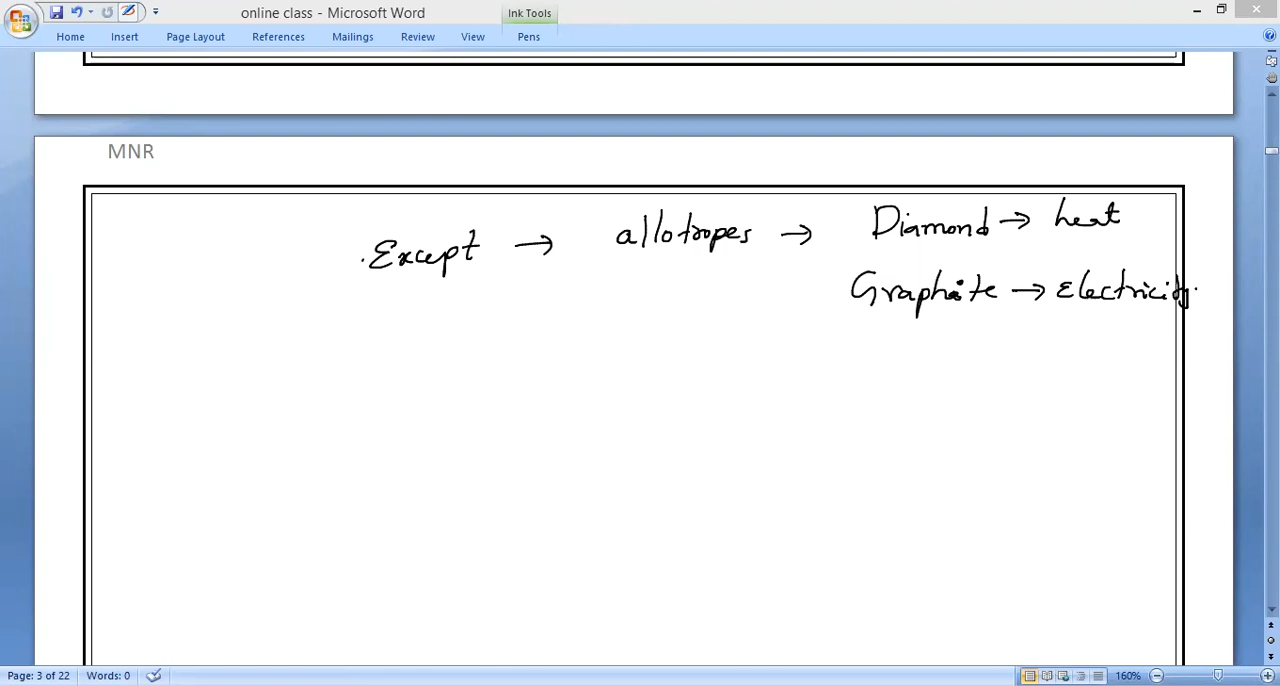 online class - Microsoft Word
Ink Tools
Home Insert Page Layout References Mailings Review View Pens
MNR
Except → allotropes → Diamond → heat
Graphite → Electricity.
Page: 3 of 22 Words: 0 160%